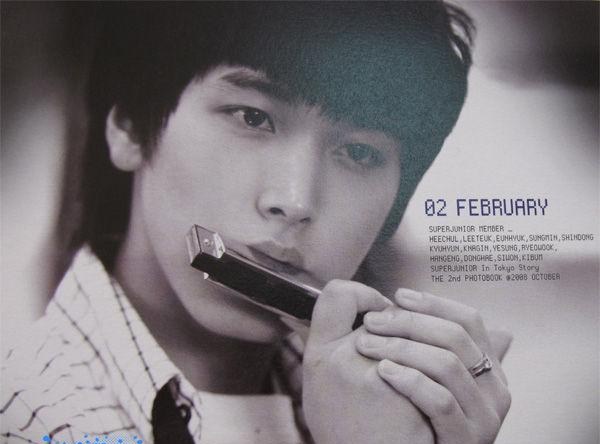 02 FEBRUARY
SUPERJUNIOR MEMBER _
HEECHUL,LEETEUK,EUNHYUK,SUNGMIN,SHINDONG
KYUHYUN,KNAGIN,YESUNG,RYEOWOOK,
HANGENG,DONGHAE,SIWON,KIBUM
SUPERJUNIOR In Tokyo Story
THE 2nd PHOTOBOOK @2008 OCTOBER